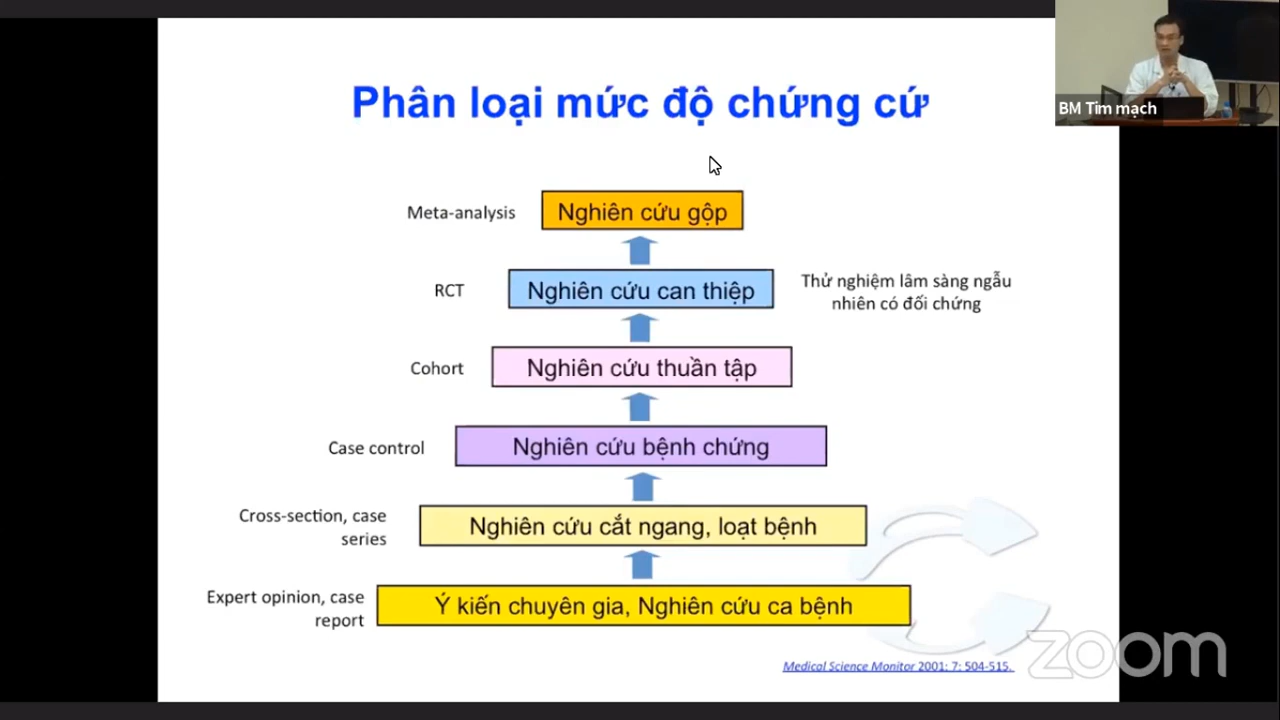 Phân loại mức độ chứng cứ
BM Tim mạch
Meta-analysis
Nghiên cứu gộp
RCT
Nghiên cứu can thiệp
Thử nghiệm lâm sàng ngẫu
nhiên có đối chứng
Cohort
Nghiên cứu thuần tập
Case control
Nghiên cứu bệnh chứng
Cross-section, case
series
Nghiên cứu cắt ngang, loạt bệnh
Expert opinion, case
report
Ý kiến chuyên gia, Nghiên cứu ca bệnh
Medical Science Monitor 2001; 7: 504-515.
zoom